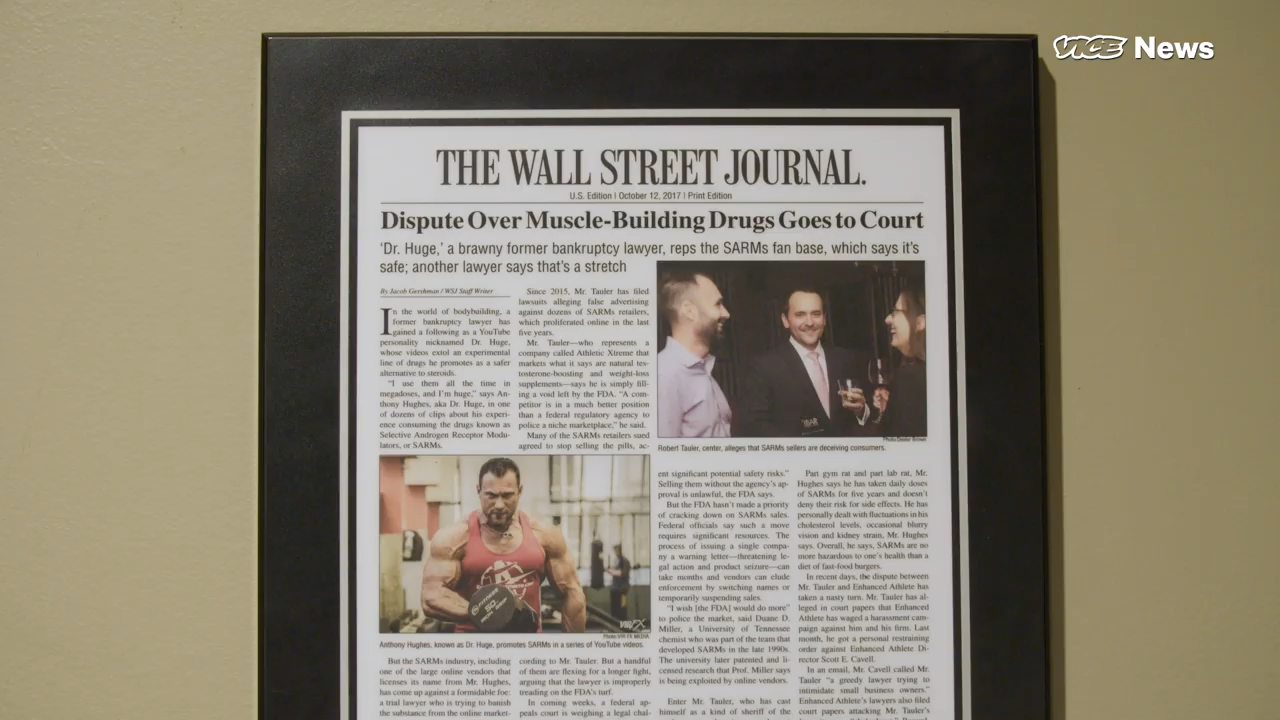 VICE News
THE WALL STREET JOURNAL.
U.S. Edition | October 12, 2017 | Print Edition
Dispute Over Muscle-Building Drugs Goes to Court
'Dr. Huge,' a brawny former bankruptcy lawyer, reps the SARMs fan base, which says it's
safe; another lawyer says that's a stretch
By Jacob Gershman / WSJ Staff Writer
In the world of bodybuilding, a
former bankruptcy lawyer has
gained a following as a YouTube
personality nicknamed Dr. Huge,
whose videos extol an experimental
line of drugs he promotes as a safer
alternative to steroids.
"I use them all the time in
megadoses, and I'm huge," says An-
thony Hughes, aka Dr. Huge, in one
of dozens of clips about his experi-
ence consuming the drugs known as
Selective Androgen Receptor Modu-
lators, or SARMs.
Since 2015, Mr. Tauler has filed
lawsuits alleging false advertising
against dozens of SARMs retailers,
which proliferated online in the last
five years.
Mr. Tauler—who represents a
company called Athletic Xtreme that
markets what it says are natural tes-
tosterone-boosting and weight-loss
supplements—says he is simply fill-
ing a void left by the FDA. "A com-
petitor is in a much better position
than a federal regulatory agency to
police a niche marketplace," he said.
Many of the SARMs retailers sued
agreed to stop selling the pills, ac-
Photo: Dexter Brown
Robert Tauler, center, alleges that SARMs sellers are deceiving consumers.
50
VFX
Photo:VFR FX MEDIA
Anthony Hughes, known as Dr. Huge, promotes SARMs in a series of YouTube videos.
But the SARMs industry, including
one of the large online vendors that
licenses its name from Mr. Hughes,
has come up against a formidable foe:
a trial lawyer who is trying to banish
the substance from the online market-
cording to Mr. Tauler. But a handful
of them are flexing for a longer fight,
arguing that the lawyer is improperly
treading on the FDA's turf.
In coming weeks, a federal ap-
peals court is weighing a legal chal-
ent significant potential safety risks."
Selling them without the agency's ap-
proval is unlawful, the FDA says.
But the FDA hasn't made a priority
of cracking down on SARMs sales.
Federal officials say such a move
requires significant resources. The
process of issuing a single compa-
ny a warning letter—threatening le-
gal action and product seizure—can
take months and vendors can elude
enforcement by switching names or
temporarily suspending sales.
"I wish [the FDA] would do more"
to police the market, said Duane D.
Miller, a University of Tennessee
chemist who was part of the team that
developed SARMs in the late 1990s.
The university later patented and li-
censed research that Prof. Miller says
is being exploited by online vendors.
Enter Mr. Tauler, who has cast
himself as a kind of sheriff of the
Part gym rat and part lab rat, Mr.
Hughes says he has taken daily doses
of SARMs for five years and doesn't
deny their risk for side effects. He has
personally dealt with fluctuations in his
cholesterol levels, occasional blurry
vision and kidney strain, Mr. Hughes
says. Overall, he says, SARMs are no
more hazardous to one's health than a
diet of fast-food burgers.
In recent days, the dispute between
Mr. Tauler and Enhanced Athlete has
taken a nasty turn. Mr. Tauler has al-
leged in court papers that Enhanced
Athlete has waged a harassment cam-
paign against him and his firm. Last
month, he got a personal restraining
order against Enhanced Athlete Di-
rector Scott E. Cavell.
In an email, Mr. Cavell called Mr.
Tauler "a greedy lawyer trying to
intimidate small business owners."
Enhanced Athlete's lawyers also filed
court papers attacking Mr. Tauler's